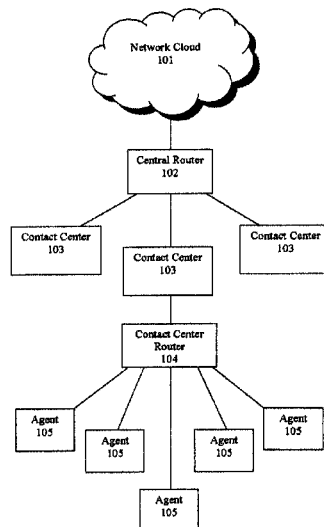 Network Cloud
101
Central Router
102
Contact Center
103
Contact Center
103
Contact Center
103
Contact Center
Router
104
Agent
105
Agent
105
Agent
105
Agent
105
Agent
105